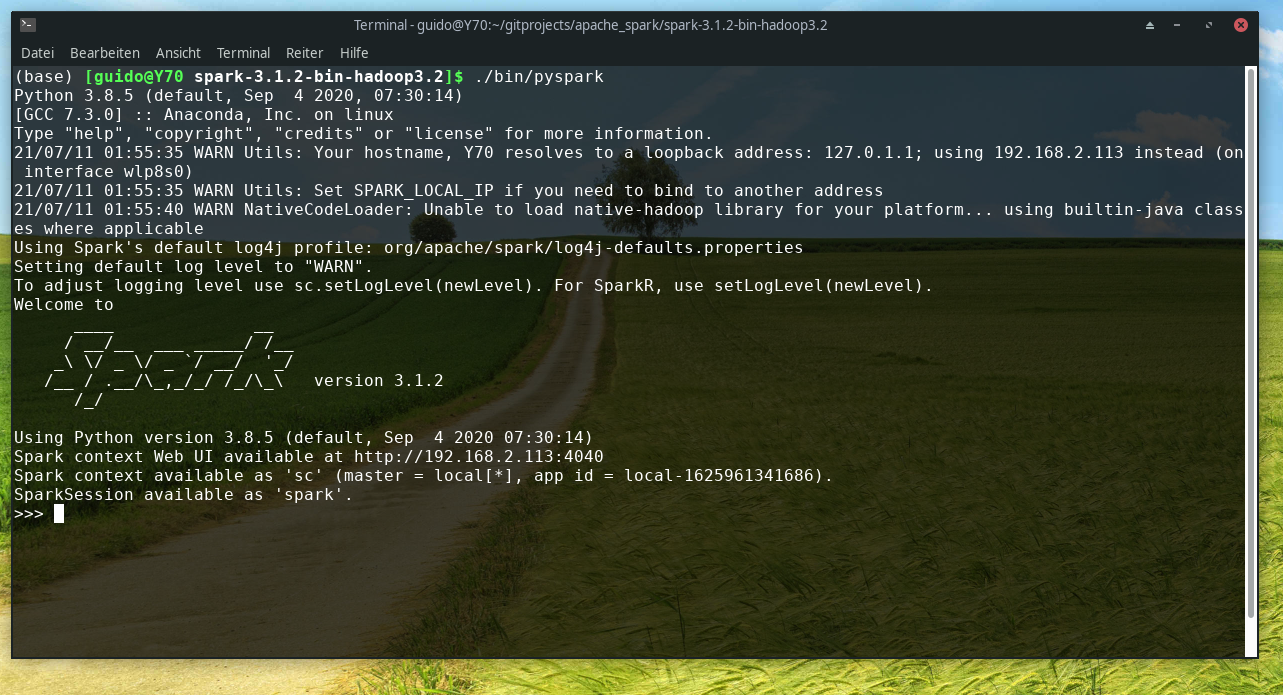 Terminal - guido@Y70:~/gitprojects/apache_spark/spark-3.1.2-bin-hadoop3.2
Datei Bearbeiten Ansicht Terminal Reiter Hilfe
(base) [guido@Y70 spark-3.1.2-bin-hadoop3.2]$ ./bin/pyspark
Python 3.8.5 (default, Sep  4 2020, 07:30:14)
[GCC 7.3.0] :: Anaconda, Inc. on linux
Type "help", "copyright", "credits" or "license" for more information.
21/07/11 01:55:35 WARN Utils: Your hostname, Y70 resolves to a loopback address: 127.0.1.1; using 192.168.2.113 instead (on
 interface wlp8s0)
21/07/11 01:55:35 WARN Utils: Set SPARK_LOCAL_IP if you need to bind to another address
21/07/11 01:55:40 WARN NativeCodeLoader: Unable to load native-hadoop library for your platform... using builtin-java class
es where applicable
Using Spark's default log4j profile: org/apache/spark/log4j-defaults.properties
Setting default log level to "WARN".
To adjust logging level use sc.setLogLevel(newLevel). For SparkR, use setLogLevel(newLevel).
Welcome to
      ____              __
     / __/__  ___ _____/ /__
    _\ \/ _ \/ _ `/ __/  '_/
   /__ / .__/\_,_/_/ /_/\_\   version 3.1.2
      /_/
Using Python version 3.8.5 (default, Sep  4 2020 07:30:14)
Spark context Web UI available at http://192.168.2.113:4040
Spark context available as 'sc' (master = local[*], app id = local-1625961341686).
SparkSession available as 'spark'.
>>>